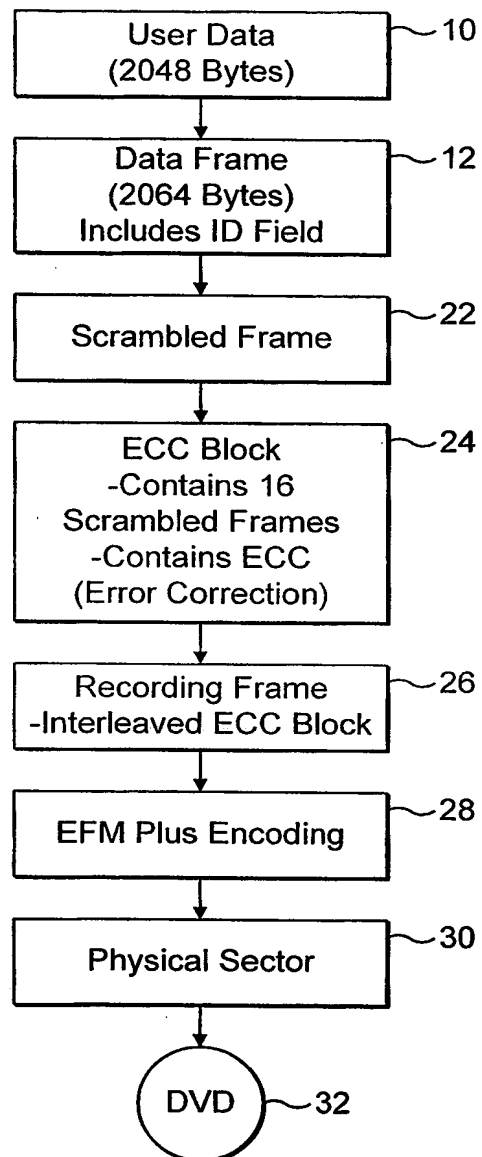 User Data
(2048 Bytes)
10
Data Frame
(2064 Bytes)
Includes ID Field
12
Scrambled Frame
22
ECC Block
-Contains 16
Scrambled Frames
-Contains ECC
(Error Correction)
24
Recording Frame
-Interleaved ECC Block
26
EFM Plus Encoding
28
Physical Sector
30
DVD
32